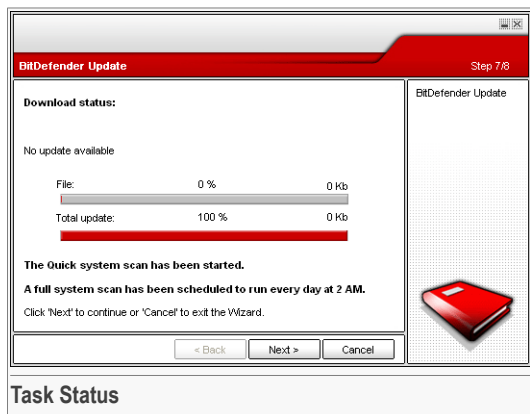 BitDefender Update
Step 7/8
Download status:
BitDefender Update
No update available
File: 0 % 0 Kb
Total update: 100 % 0 Kb
The Quick system scan has been started.
A full system scan has been scheduled to run every day at 2 AM.
Click 'Next' to continue or 'Cancel' to exit the Wizard.
< Back Next > Cancel
Task Status